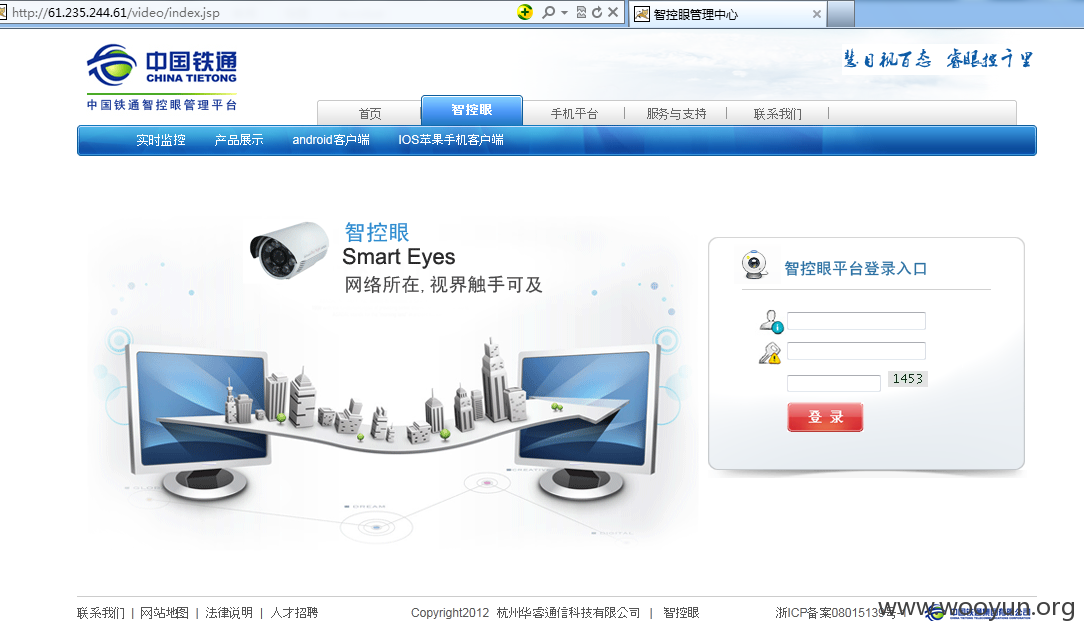 http://61.235.244.61/video/index.jsp
智控眼管理中心
中国铁通
CHINA TIETONG
中国铁通智控眼管理平台
慧目视百态 睿眼控千里
首页 智控眼 手机平台 服务与支持 联系我们
实时监控 产品展示 android客户端 IOS苹果手机客户端
智控眼
Smart Eyes
网络所在, 视界触手可及
智控眼平台登录入口
1453
登 录
DREAM
联系我们 | 网站地图 | 法律说明 | 人才招聘
Copyright2012 杭州华睿通信科技有限公司 | 智控眼
浙ICP备案08015139号-1
www.wooyun.org